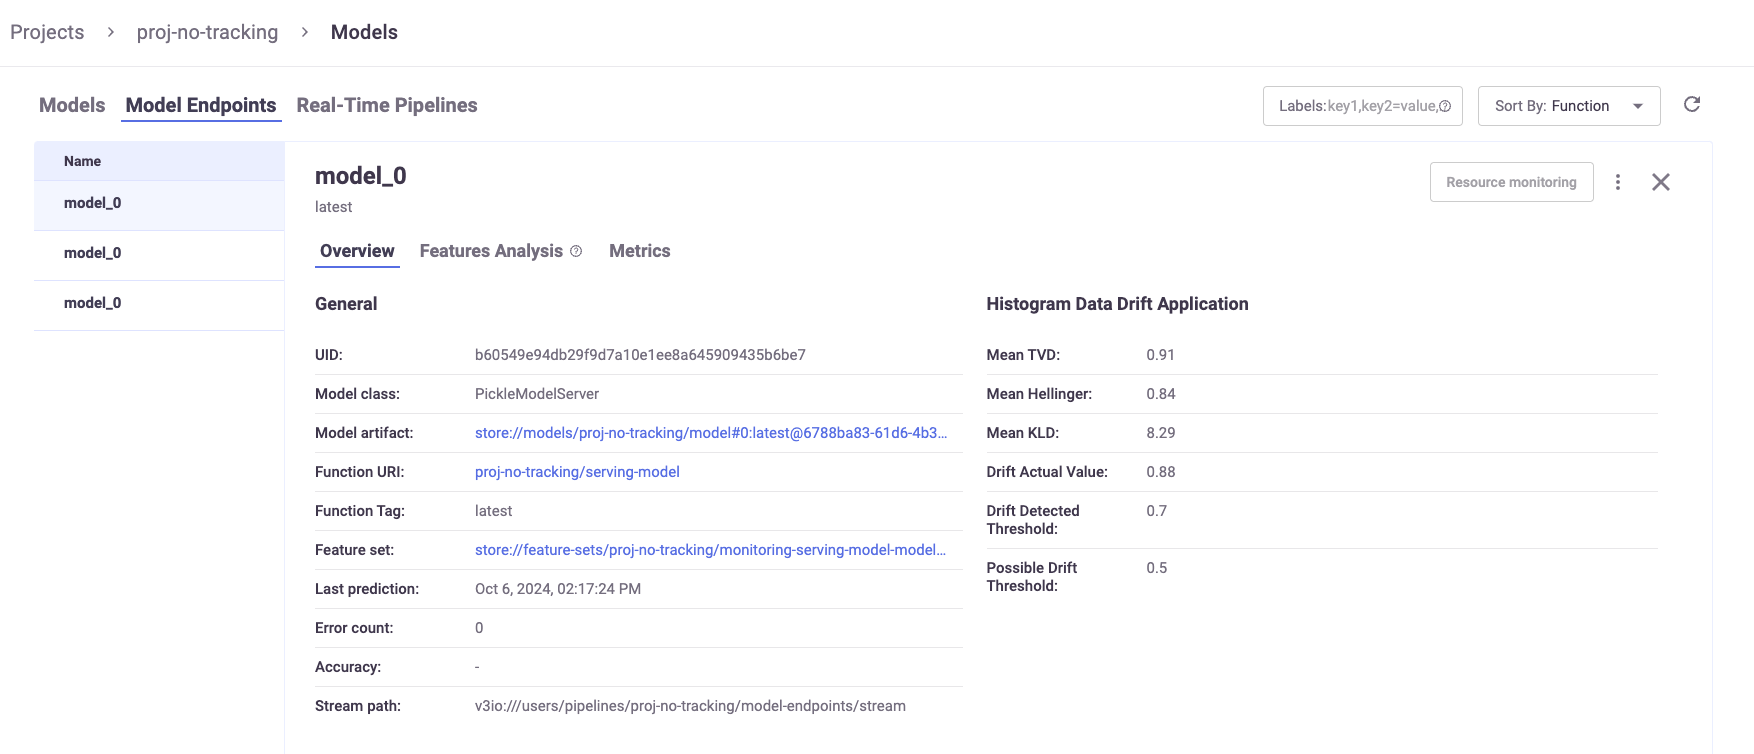 Projects > proj-no-tracking > Models
Models Model Endpoints Real-Time Pipelines
Labels:key1,key2=value,
Sort By: Function
Name
model_0
model_0
model_0
model_0
latest
Resource monitoring
Overview Features Analysis Metrics
General
UID: b60549e94db29f9d7a10e1ee8a645909435b6be7
Model class: PickleModelServer
Model artifact: store://models/proj-no-tracking/model#0:latest@6788ba83-61d6-4b3...
Function URI: proj-no-tracking/serving-model
Function Tag: latest
Feature set: store://feature-sets/proj-no-tracking/monitoring-serving-model-model...
Last prediction: Oct 6, 2024, 02:17:24 PM
Error count: 0
Accuracy: -
Stream path: v3io:///users/pipelines/proj-no-tracking/model-endpoints/stream
Histogram Data Drift Application
Mean TVD: 0.91
Mean Hellinger: 0.84
Mean KLD: 8.29
Drift Actual Value: 0.88
Drift Detected 0.7
Threshold:
Possible Drift 0.5
Threshold: